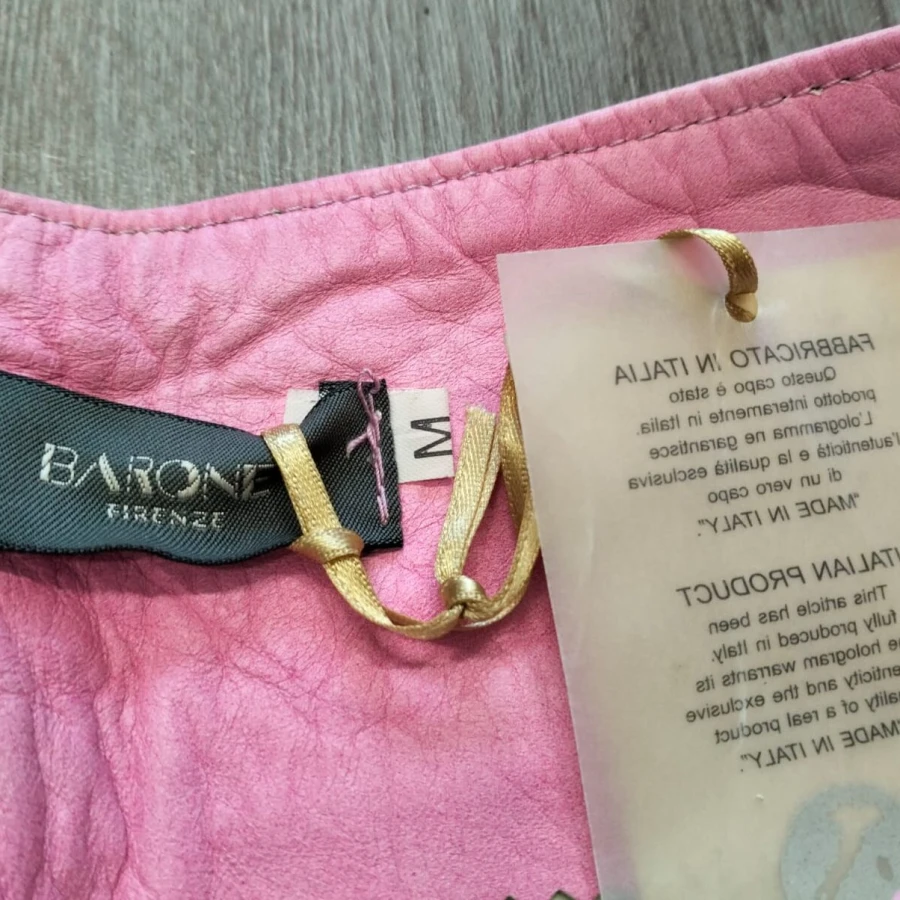 BARONE
FIRENZE
M
FABBRICATO IN ITALIA
Questo capo è stato
prodotto interamente in Italia.
L'ologramma ne garantisce
l'autenticità e la qualità esclusiva
di un vero capo
"MADE IN ITALY".
ITALIAN PRODUCT
This article has been
fully produced in Italy.
hologram warrants its
and the exclusive
of a real product
"MADE IN ITALY".